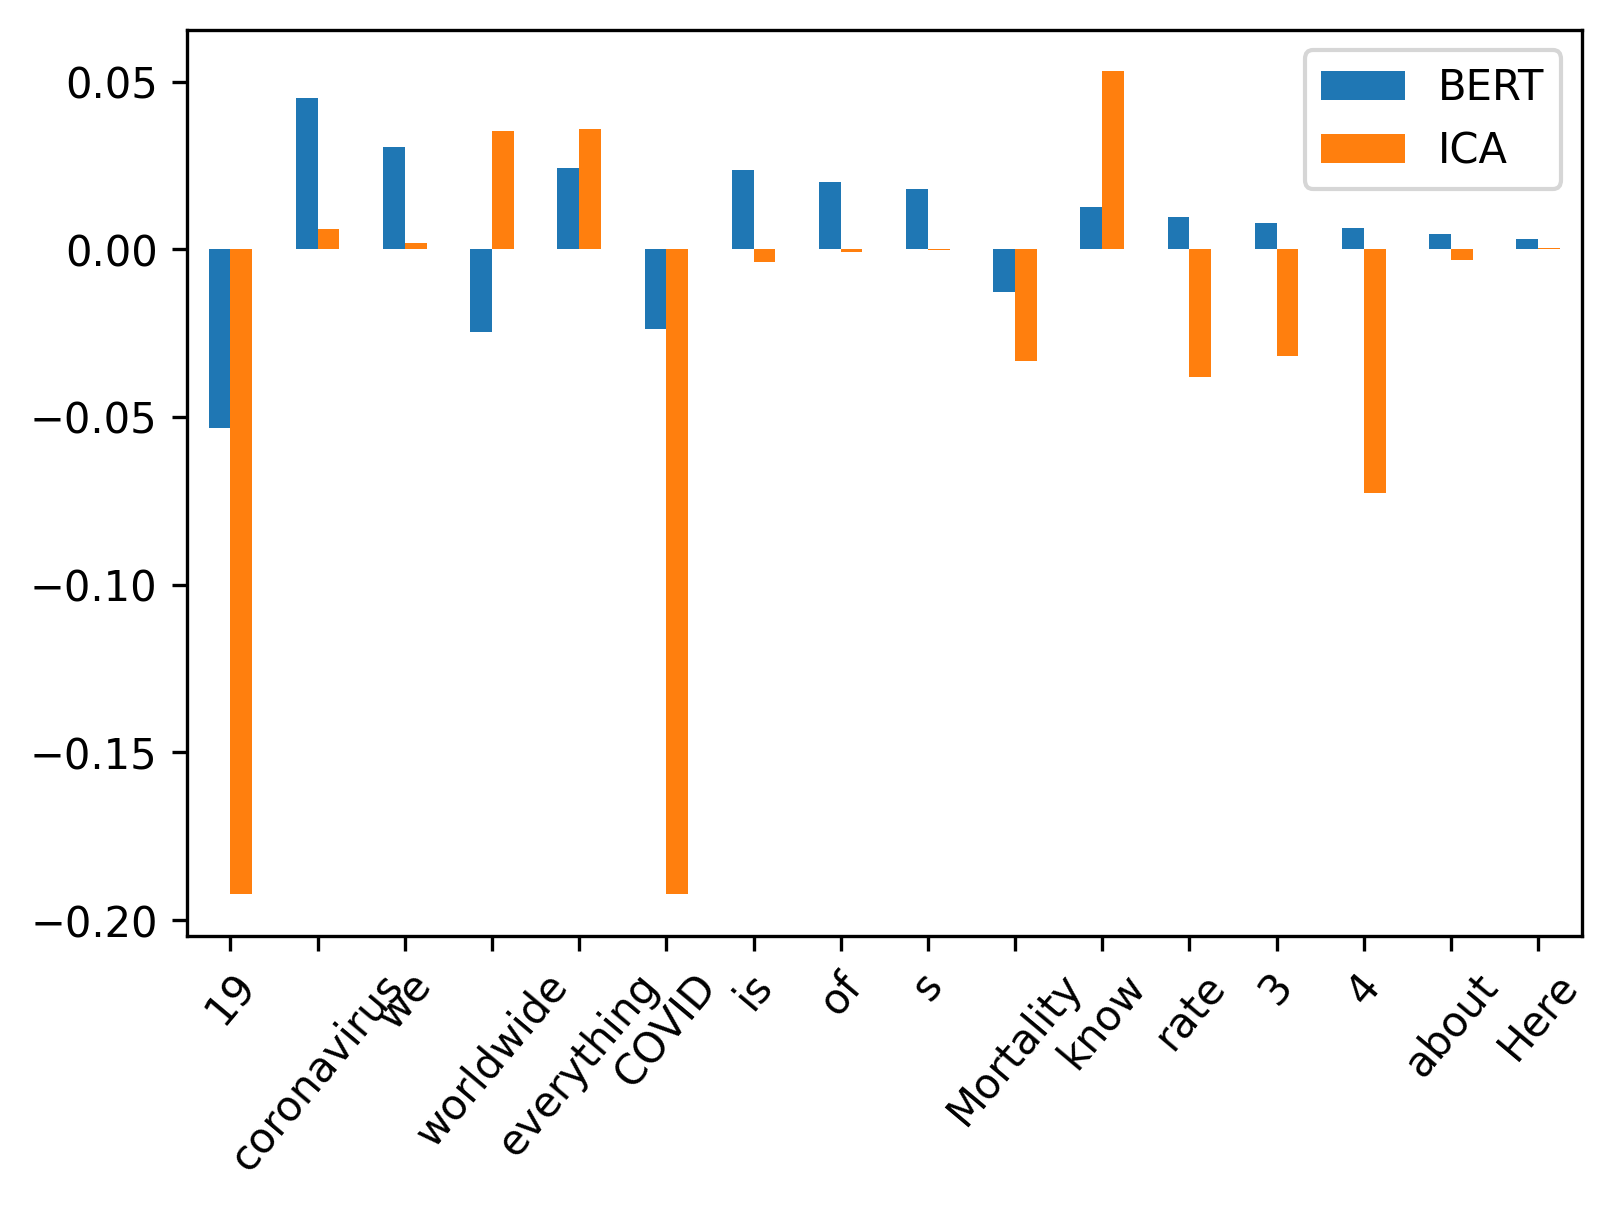 BERT
ICA
0.05
0.00
−0.05
−0.10
−0.15
−0.20
19
coronavirus
we
worldwide
everything
COVID
is
of
s
Mortality
know
rate
3
4
about
Here